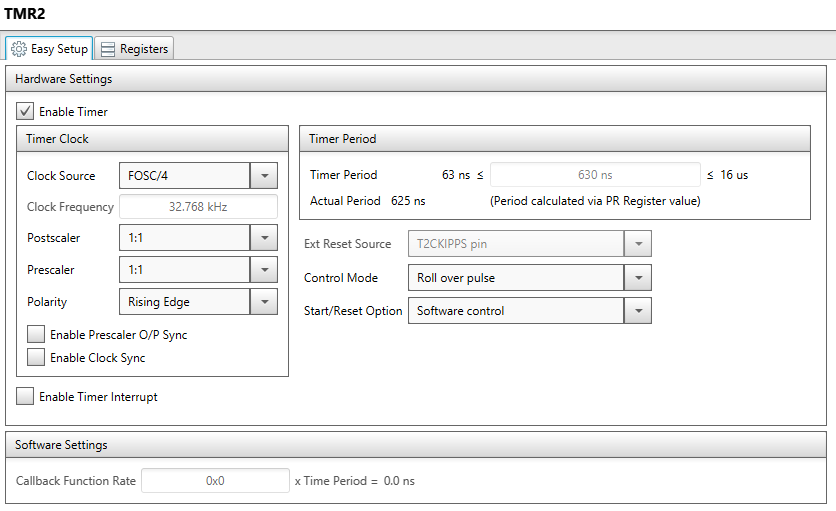 TMR2
Easy Setup Registers
Hardware Settings
Enable Timer
Timer Clock
Clock Source FOSC/4
Clock Frequency 32.768 kHz
Postscaler 1:1
Prescaler 1:1
Polarity Rising Edge
Enable Prescaler O/P Sync
Enable Clock Sync
Timer Period
Timer Period 63 ns ≤ 630 ns ≤ 16 us
Actual Period 625 ns (Period calculated via PR Register value)
Ext Reset Source T2CKIPPS pin
Control Mode Roll over pulse
Start/Reset Option Software control
Enable Timer Interrupt
Software Settings
Callback Function Rate 0x0 x Time Period = 0.0 ns